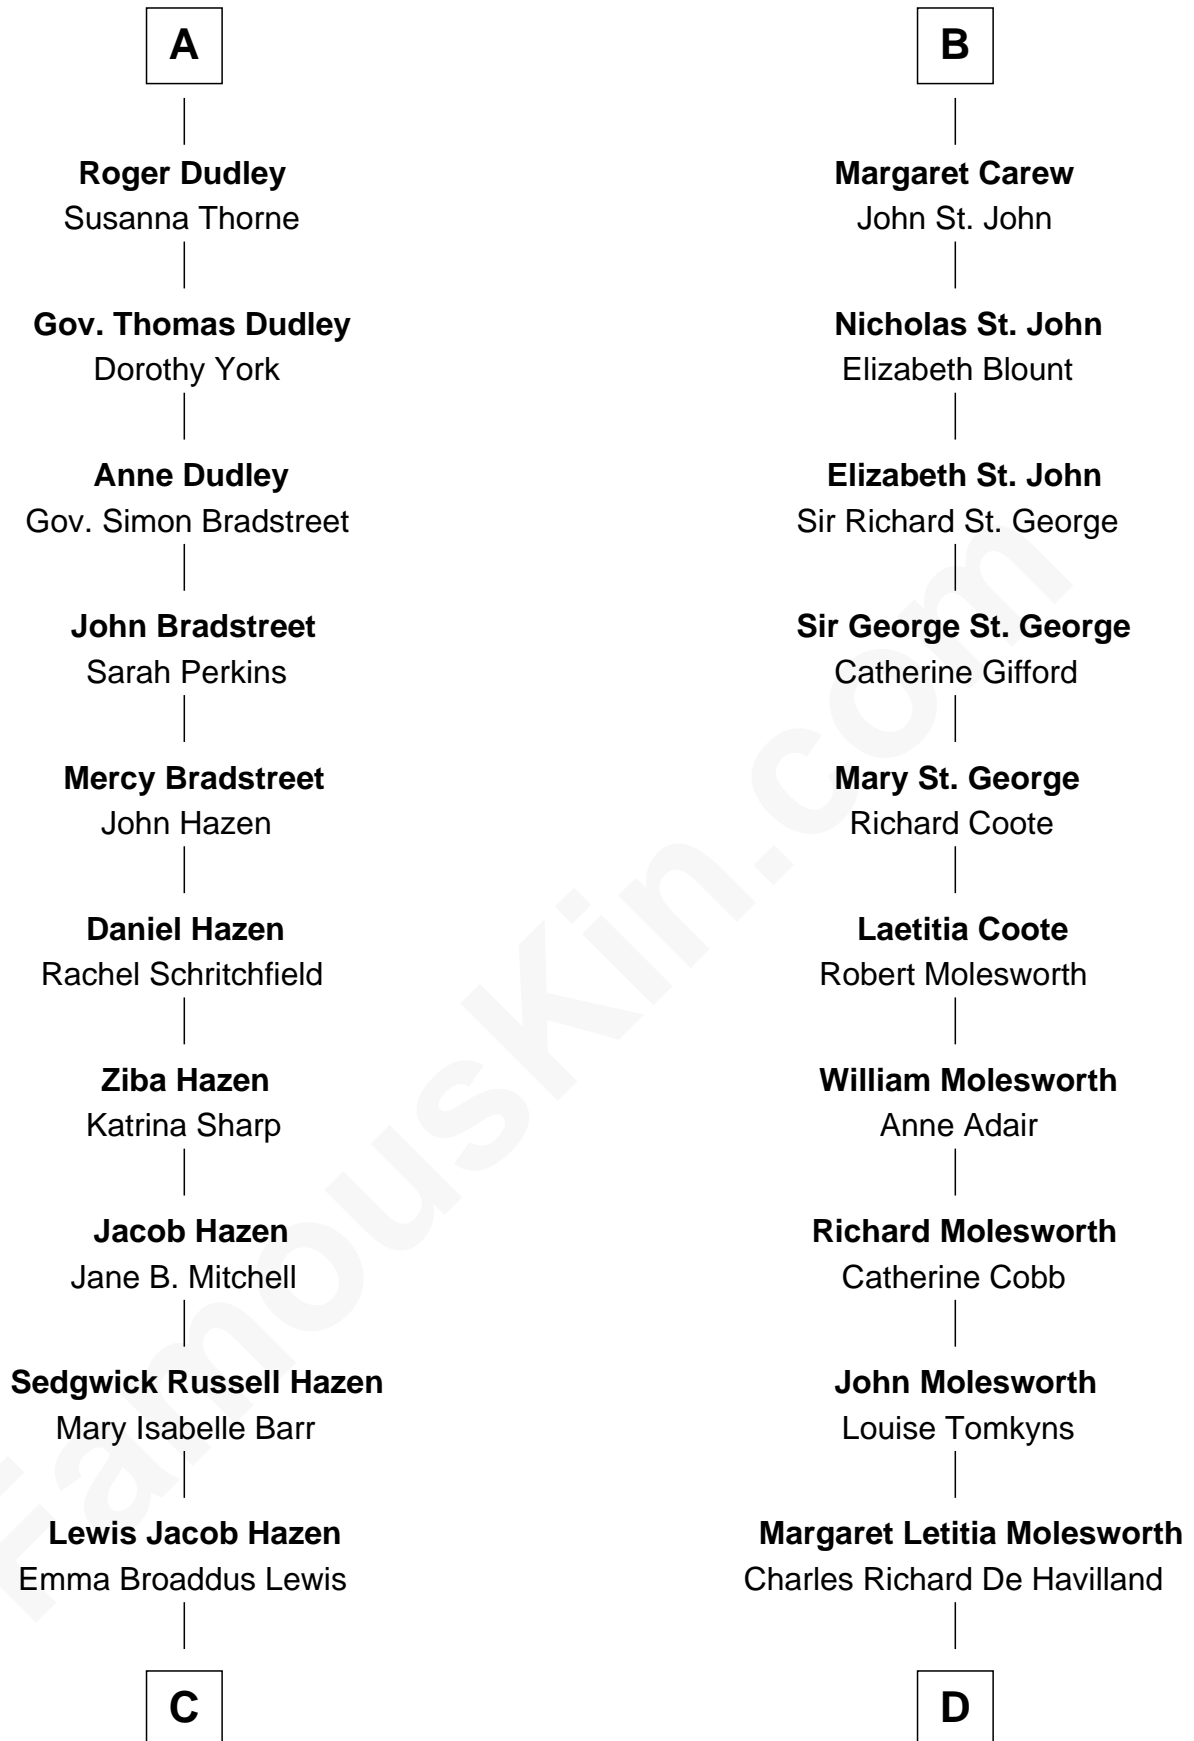 A
Roger Dudley
Susanna Thorne
Gov. Thomas Dudley
Dorothy York
Anne Dudley
Gov. Simon Bradstreet
John Bradstreet
Sarah Perkins
Mercy Bradstreet
John Hazen
Daniel Hazen
Rachel Schritchfield
Ziba Hazen
Katrina Sharp
Jacob Hazen
Jane B. Mitchell
Sedgwick Russell Hazen
Mary Isabelle Barr
Lewis Jacob Hazen
Emma Broaddus Lewis
C
B
Margaret Carew
John St. John
Nicholas St. John
Elizabeth Blount
Elizabeth St. John
Sir Richard St. George
Sir George St. George
Catherine Gifford
Mary St. George
Richard Coote
Laetitia Coote
Robert Molesworth
William Molesworth
Anne Adair
Richard Molesworth
Catherine Cobb
John Molesworth
Louise Tomkyns
Margaret Letitia Molesworth
Charles Richard De Havilland
D
FamousKin.com